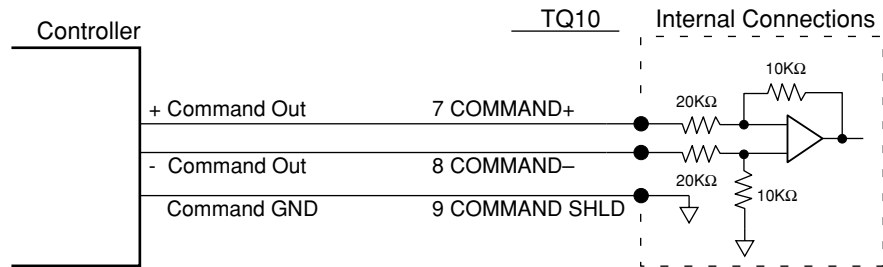 TQ10
Internal Connections
Controller
10KΩ
20KΩ
+ Command Out
7 COMMAND+
- Command Out
8 COMMAND–
20KΩ
10KΩ
Command GND
9 COMMAND SHLD